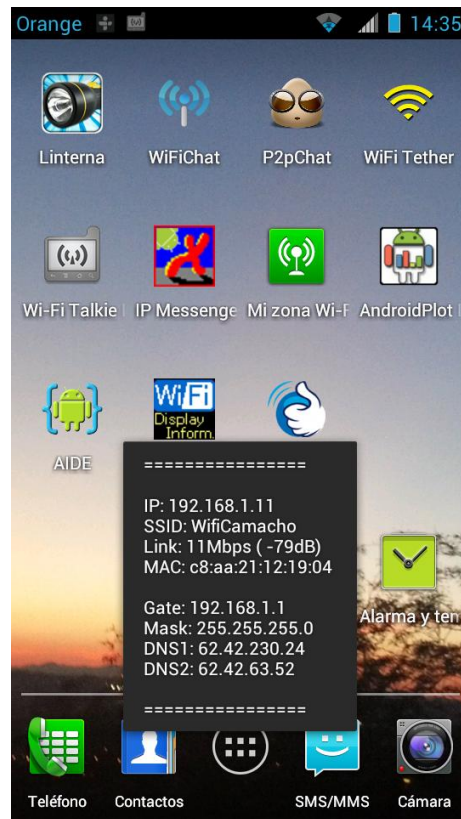 Orange
14:35
Linterna
WiFiChat
P2pChat
WiFi Tether
Wi-Fi Talkie
IP Messenge
Mi zona Wi-F
AndroidPlot
AIDE
WiFi
Display
Inform.
================
IP: 192.168.1.11
SSID: WifiCamacho
Link: 11Mbps ( -79dB)
MAC: c8:aa:21:12:19:04
Gate: 192.168.1.1
Mask: 255.255.255.0
DNS1: 62.42.230.24
DNS2: 62.42.63.52
================
Alarma y ten
Teléfono
Contactos
SMS/MMS
Cámara